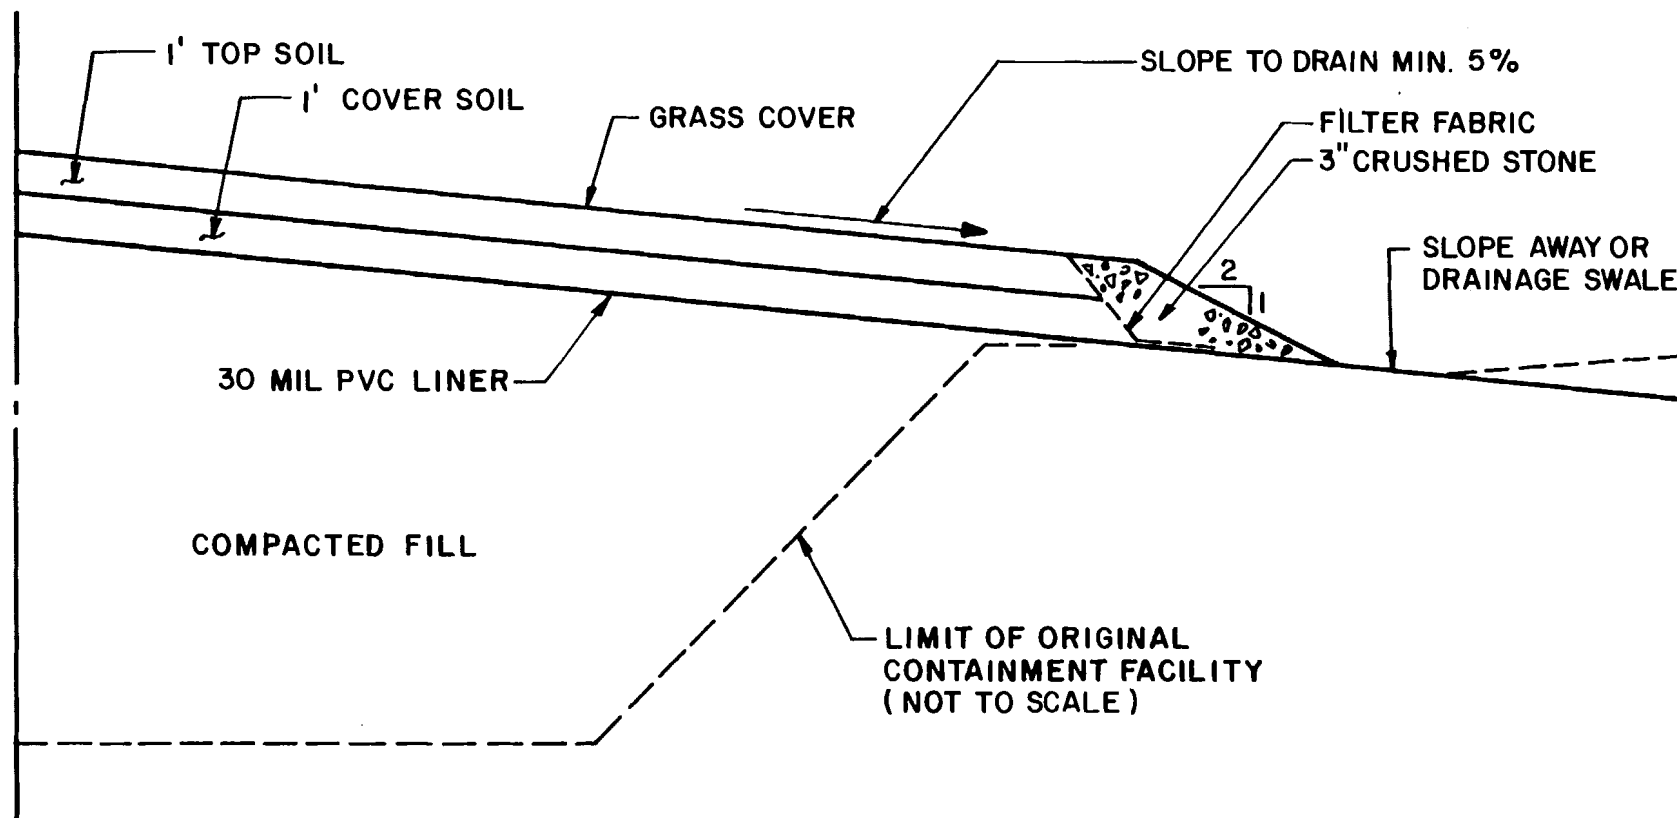 1' TOP SOIL
1' COVER SOIL
GRASS COVER
SLOPE TO DRAIN MIN. 5%
FILTER FABRIC
3" CRUSHED STONE
2
1
SLOPE AWAY OR
DRAINAGE SWALE
30 MIL PVC LINER
COMPACTED FILL
LIMIT OF ORIGINAL
CONTAINMENT FACILITY
(NOT TO SCALE)